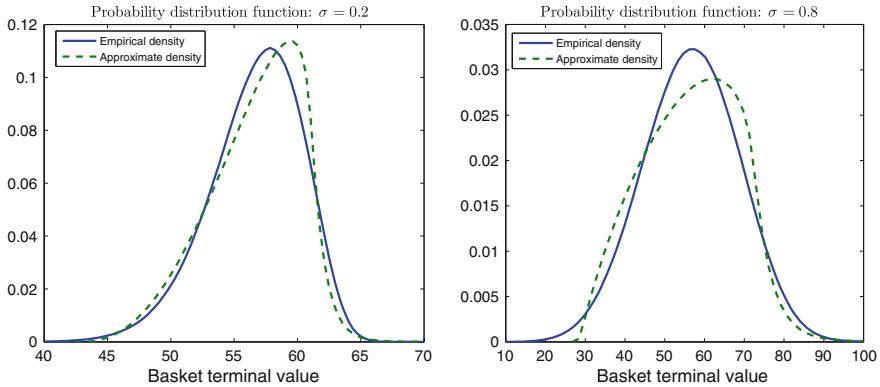 Probability distribution function: σ = 0.2
0.12
0.1
0.08
0.06
0.04
0.02
0
Empirical density
Approximate density
40 45 50 55 60 65 70
Basket terminal value
Probability distribution function: σ = 0.8
0.035
0.03
0.025
0.02
0.015
0.01
0.005
0
Empirical density
Approximate density
10 20 30 40 50 60 70 80 90 100
Basket terminal value